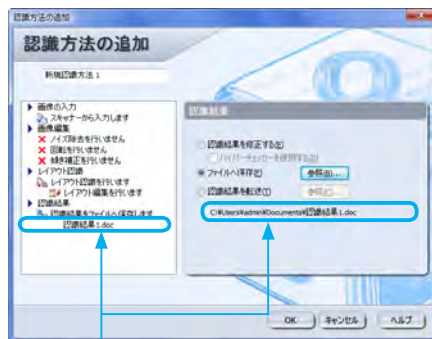 認識方法の追加
認識方法の追加
新規認識方法 1
画像の入力
スキャナーから入力します
画像編集
ノイズ除去を行いません
回転を行いません
傾き補正を行いません
レイアウト認識
レイアウト認識を行います
レイアウト編集を行います
認識結果
認識結果をファイルへ保存します
認識結果1.doc
認識結果
認識結果を修正する(E)
ハイパーチェッカーを使用する(U)
ファイルへ保存(F) 参照(B)...
認識結果を転送(T)
C:¥Users¥admin¥Documents¥認識結果1.doc
OK キャンセル ヘルプ